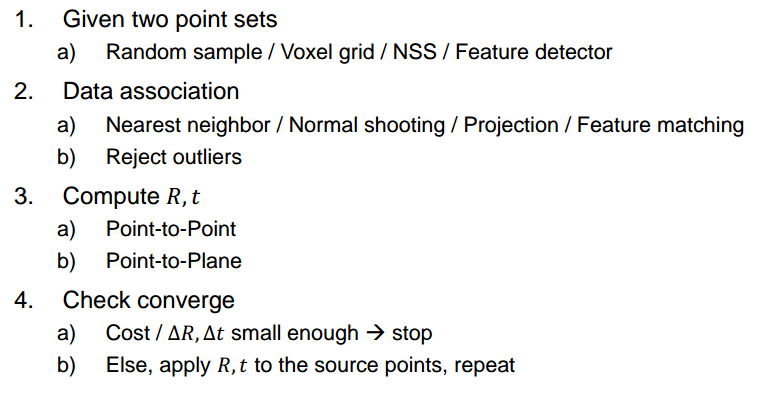 1. Given two point sets
a) Random sample / Voxel grid / NSS / Feature detector
2. Data association
a) Nearest neighbor / Normal shooting / Projection / Feature matching
b) Reject outliers
3. Compute R, t
a) Point-to-Point
b) Point-to-Plane
4. Check converge
a) Cost / ΔR, Δt small enough → stop
b) Else, apply R, t to the source points, repeat